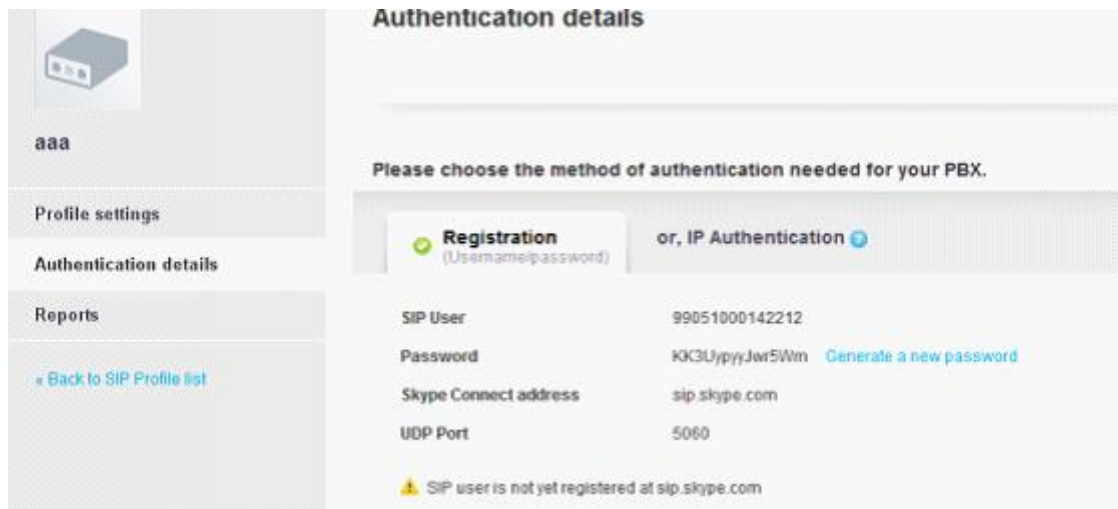 Authentication details
aaa
Please choose the method of authentication needed for your PBX.
Profile settings
Authentication details
Reports
« Back to SIP Profile list
Registration
(Username/password)
or, IP Authentication ?
SIP User 99051000142212
Password KK3UypyyJwr5Wm Generate a new password
Skype Connect address sip.skype.com
UDP Port 5060
SIP user is not yet registered at sip.skype.com